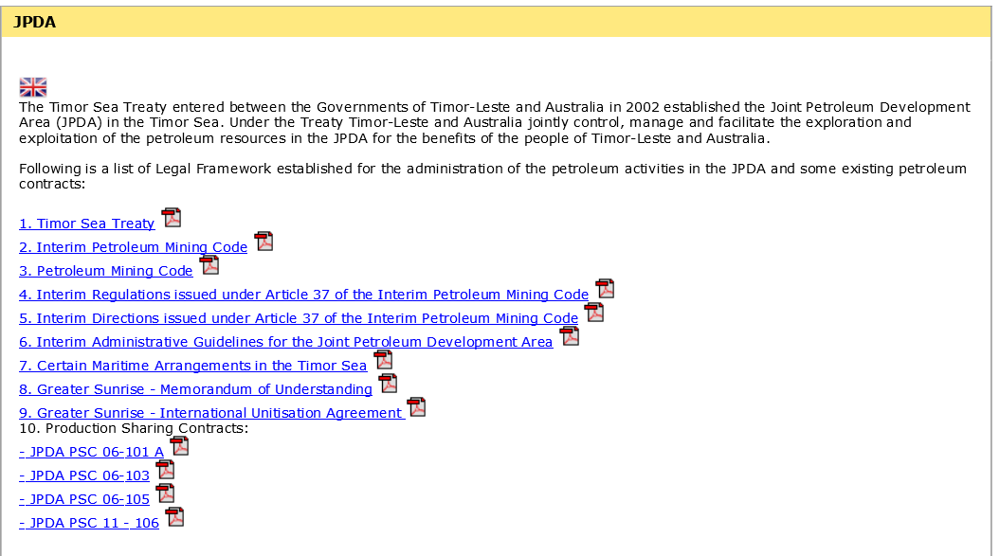 JPDA
The Timor Sea Treaty entered between the Governments of Timor-Leste and Australia in 2002 established the Joint Petroleum Development
Area (JPDA) in the Timor Sea. Under the Treaty Timor-Leste and Australia jointly control, manage and facilitate the exploration and
exploitation of the petroleum resources in the JPDA for the benefits of the people of Timor-Leste and Australia.
Following is a list of Legal Framework established for the administration of the petroleum activities in the JPDA and some existing petroleum
contracts:
1. Timor Sea Treaty
2. Interim Petroleum Mining Code
3. Petroleum Mining Code
4. Interim Regulations issued under Article 37 of the Interim Petroleum Mining Code
5. Interim Directions issued under Article 37 of the Interim Petroleum Mining Code
6. Interim Administrative Guidelines for the Joint Petroleum Development Area
7. Certain Maritime Arrangements in the Timor Sea
8. Greater Sunrise - Memorandum of Understanding
9. Greater Sunrise - International Unitisation Agreement
10. Production Sharing Contracts:
- JPDA PSC 06-101 A
- JPDA PSC 06-103
- JPDA PSC 06-105
- JPDA PSC 11 - 106